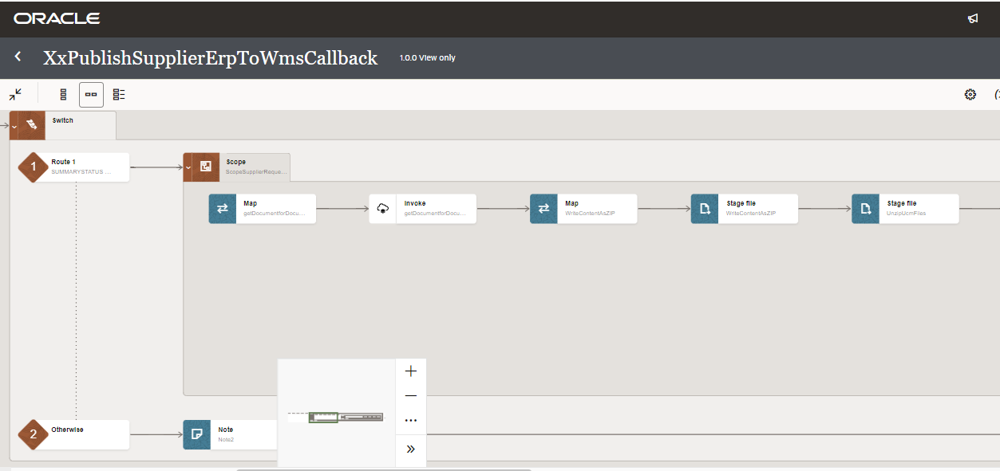 ORACLE
XxPublishSupplierErpToWmsCallback 1.0.0 View only
Switch
1
Route 1
SUMMARYSTATUS ...
Scope
ScopeSupplierReque...
Map
getDocumentforDocu...
Invoke
getDocumentforDocu...
Map
WriteContentAsZIP
Stage file
WriteContentAsZIP
Stage file
UnzipUcmFiles
2
Otherwise
Note
Note2